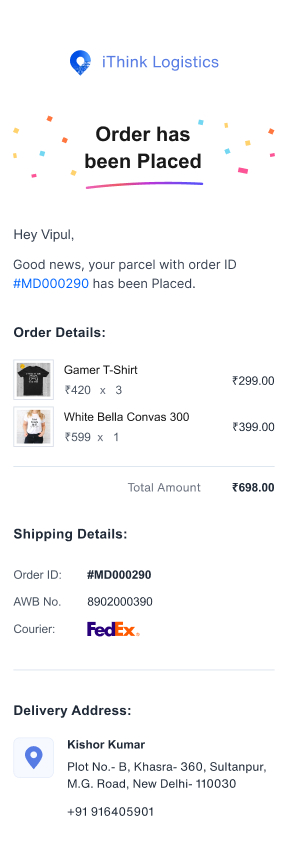 iThink Logistics
Order has
been Placed
Hey Vipul,
Good news, your parcel with order ID
#MD000290 has been Placed.
Order Details:
Gamer T-Shirt
₹420 x 3
₹299.00
White Bella Convas 300
₹599 x 1
₹399.00
Total Amount ₹698.00
Shipping Details:
Order ID: #MD000290
AWB No. 8902000390
Courier: FedEx
Delivery Address:
Kishor Kumar
Plot No.- B, Khasra- 360, Sultanpur,
M.G. Road, New Delhi- 110030
+91 916405901